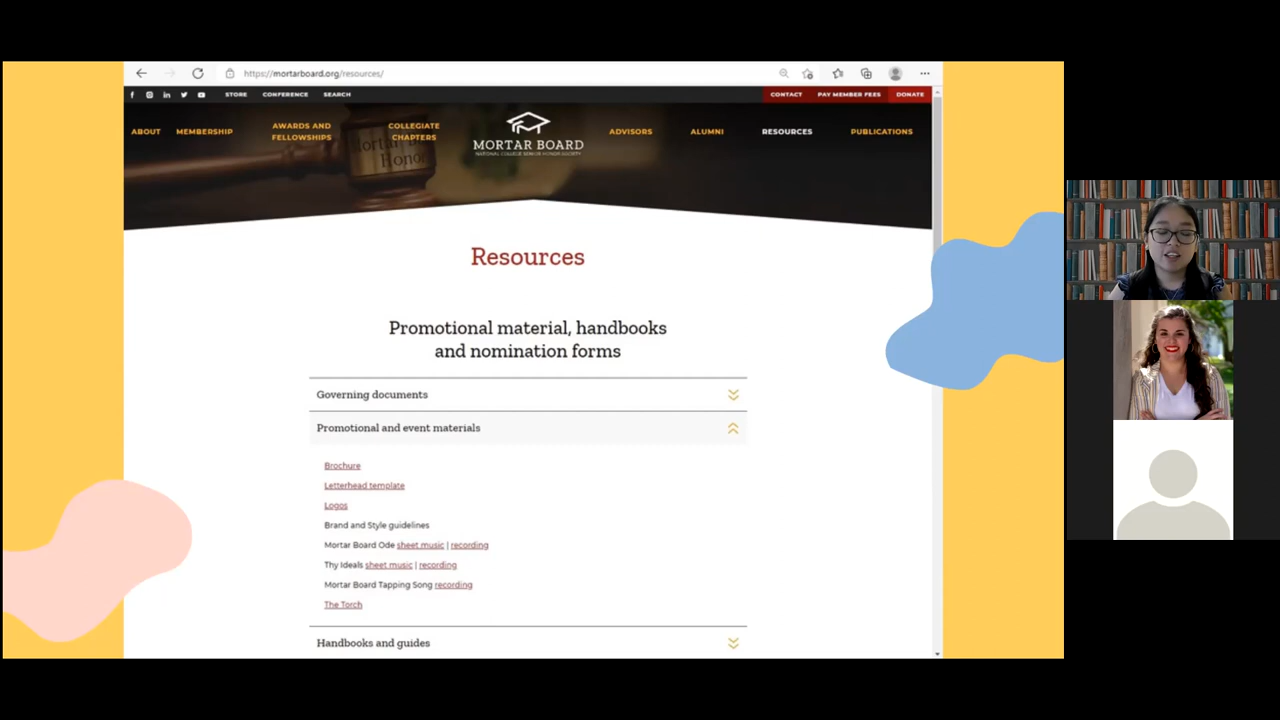 https://mortarboard.org/resources/
STORE CONFERENCE SEARCH CONTACT PAY MEMBER FEES DONATE
ABOUT MEMBERSHIP AWARDS AND FELLOWSHIPS COLLEGIATE CHAPTERS MORTAR BOARD ADVISORS ALUMNI RESOURCES PUBLICATIONS
NATIONAL COLLEGE SENIOR HONOR SOCIETY
Mortar Board
Honor
Resources
Promotional material, handbooks
and nomination forms
Governing documents
Promotional and event materials
Brochure
Letterhead template
Logos
Brand and Style guidelines
Mortar Board Ode sheet music | recording
Thy Ideals sheet music | recording
Mortar Board Tapping Song recording
The Torch
Handbooks and guides